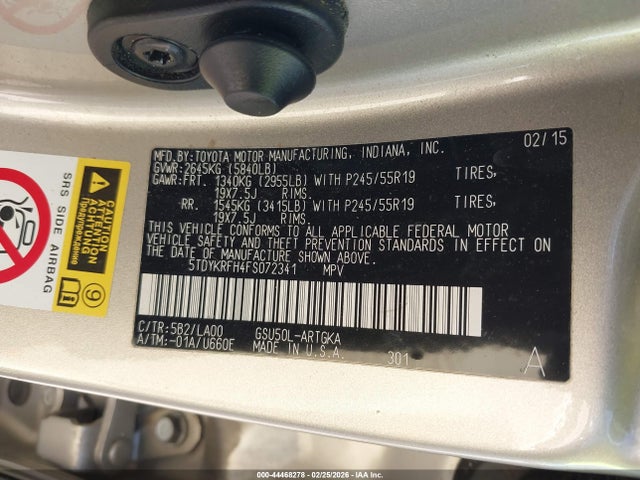 MFD.BY:TOYOTA MOTOR MANUFACTURING, INDIANA, INC. 02/15
GVWR:2645KG (5840LB)
GAWR:FRT. 1340KG (2955LB) WITH P245/55R19 TIRES,
19X7.5J RIMS
RR. 1545KG (3415LB) WITH P245/55R19 TIRES,
19X7.5J RIMS
THIS VEHICLE CONFORMS TO ALL APPLICABLE FEDERAL MOTOR
VEHICLE SAFETY AND THEFT PREVENTION STANDARDS IN EFFECT ON
THE DATE OF MANUFACTURE SHOWN ABOVE.
5TDYKRFH4FS072341 MPV
C/TR:5B2/LA00 GSU50L-ARTGKA
A/TM:-01A/U660E MADE IN U.S.A. 301 A
SRS SIDE AIRBAG
CAUTION
ATTENTION
ACHTUNG
Предупреждение
9
000-44468278 - 02/25/2026 - IAA Inc.